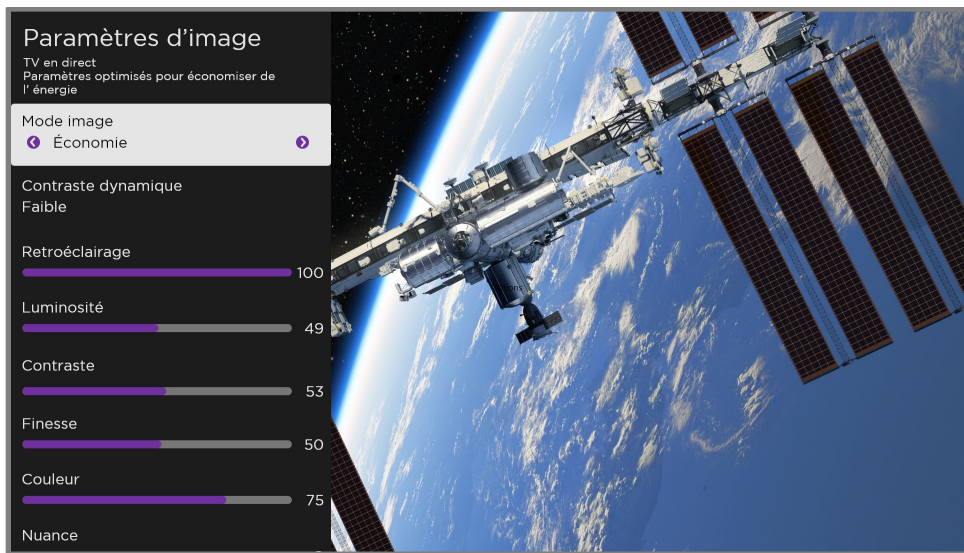 Paramètres d’image
TV en direct
Paramètres optimisés pour économiser de
l’ énergie
Mode image
Économie
Contraste dynamique
Faible
Retroéclairage
100
Luminosité
49
Contraste
53
Finesse
50
Couleur
75
Nuance